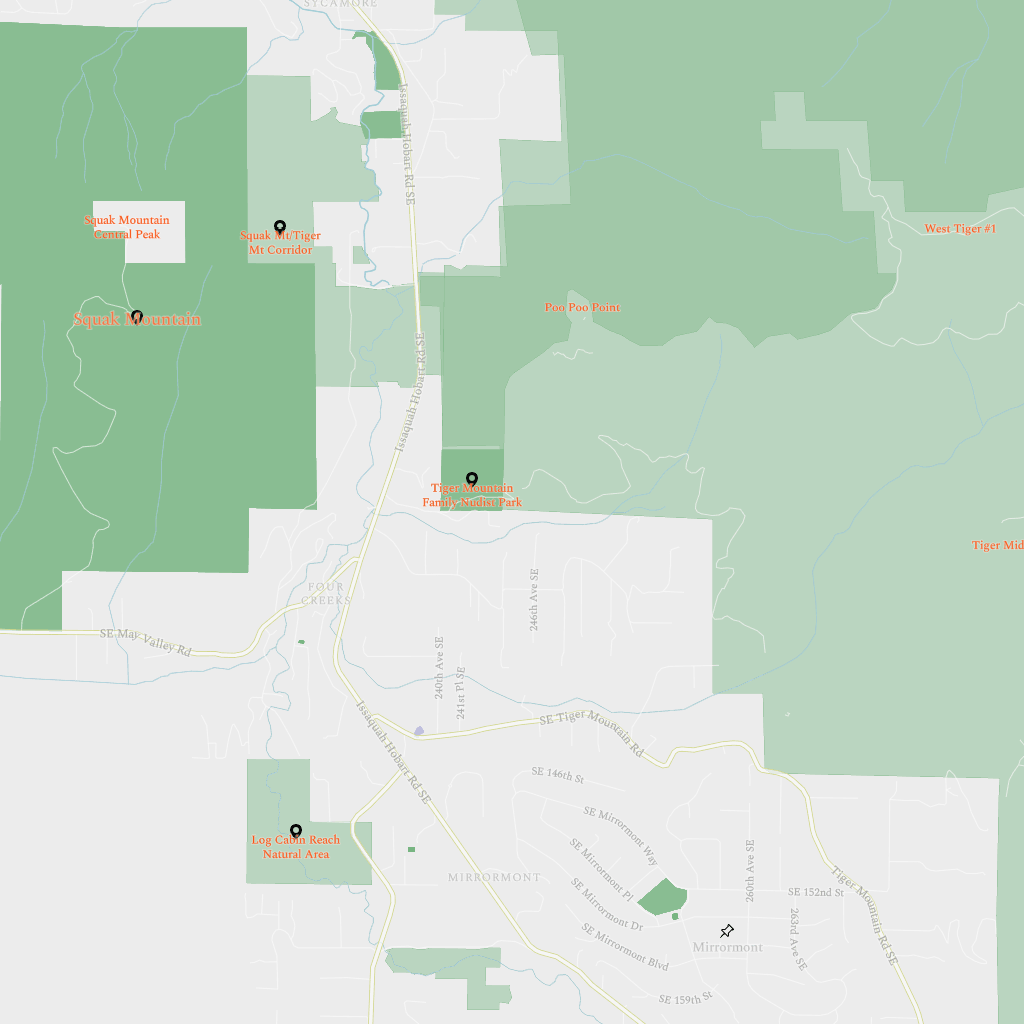 SYCAMORE
Issaquah Hobart Rd SE
Squak Mountain
Central Peak
Squak Mt/Tiger
Mt Corridor
West Tiger #1
Poo Poo Point
Squak Mountain
Issaquah Hobart Rd SE
Tiger Mountain
Family Nudist Park
Tiger Mid
FOUR
CREEKS
246th Ave SE
SE May Valley Rd
240th Ave SE
241st Pl SE
SE Tiger Mountain Rd
Issaquah Hobart Rd SE
SE 146th St
SE Mirrormont Way
Log Cabin Reach
Natural Area
SE Mirrormont Pl
260th Ave SE
Tiger Mountain Rd SE
MIRRORMONT
SE 152nd St
SE Mirrormont Dt
263rd Ave SE
SE Mirrormont Blvd
Mirrormont
SE 159th St